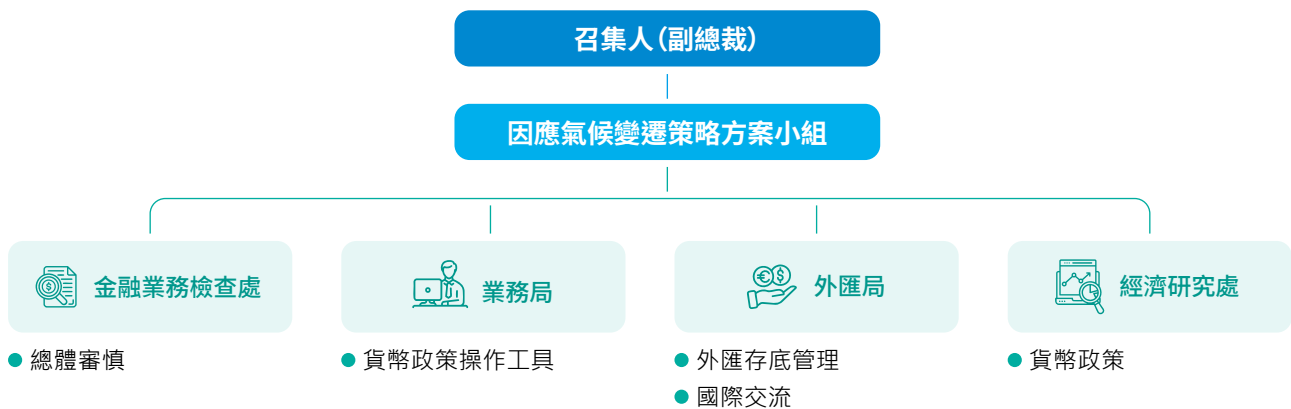 召集人(副總裁)
因應氣候變遷策略方案小組
金融業務檢查處
總體審慎
業務局
貨幣政策操作工具
外匯局
外匯存底管理
國際交流
經濟研究處
貨幣政策